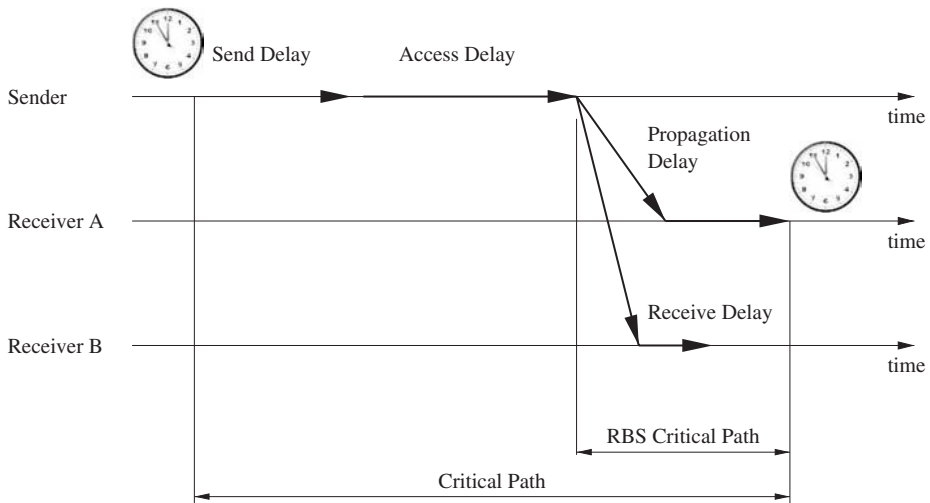 Send Delay
Access Delay
Sender
time
Propagation
Delay
Receiver A
time
Receive Delay
Receiver B
time
RBS Critical Path
Critical Path